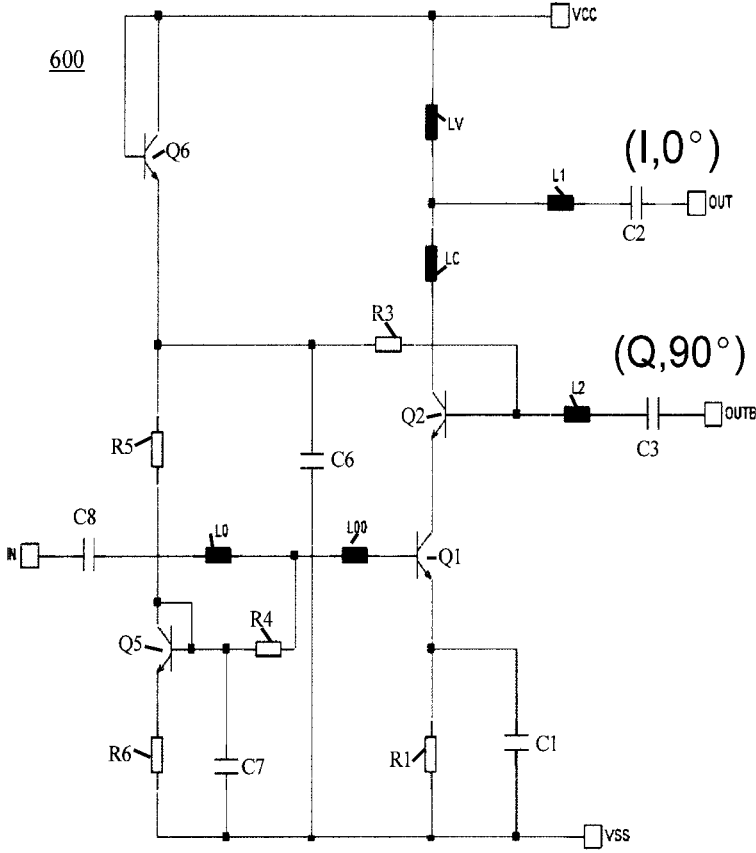 VCC
600
LV
Q6
(I,0°)
L1
OUT
C2
LC
R3
(Q,90°)
L2
Q2
OUTB
C3
R5
C6
C8
L0
L00
IN
Q1
R4
Q5
R6
C7
R1
C1
VSS